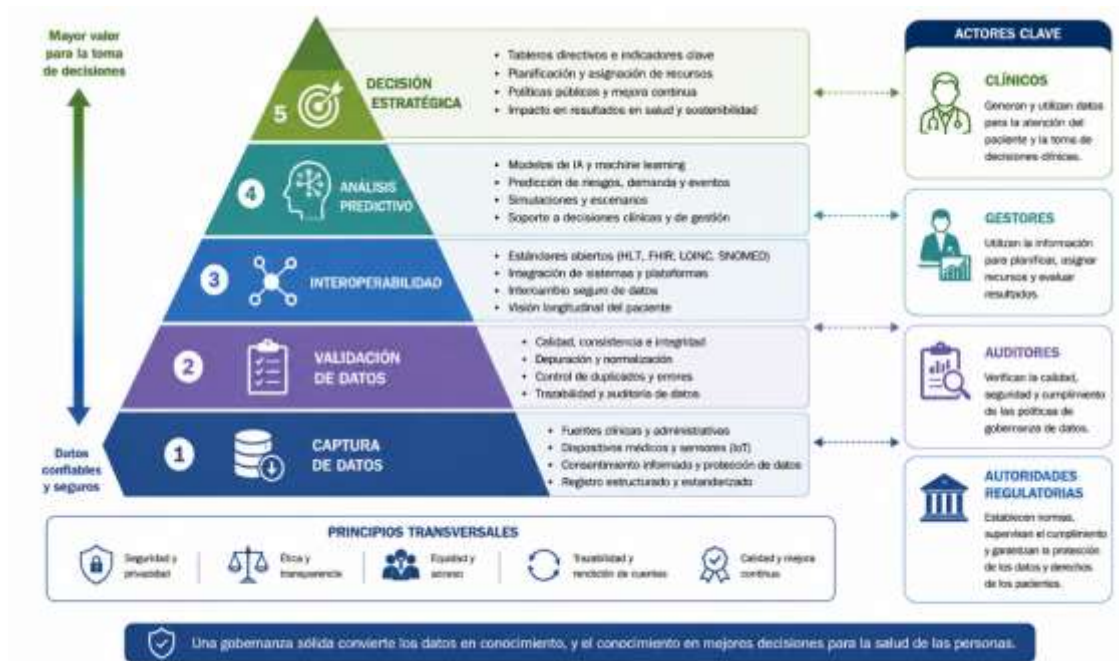 Mayor valor
para la toma
de decisiones
5
DECISIÓN
ESTRATÉGICA
• Tableros directivos e indicadores clave
• Planificación y asignación de recursos
• Políticas públicas y mejora continua
• Impacto en resultados en salud y sostenibilidad
4
ANÁLISIS
PREDICTIVO
• Modelos de IA y machine learning
• Predicción de riesgos, demanda y eventos
• Simulaciones y escenarios
• Soporte a decisiones clínicas y de gestión
3
INTEROPERABILIDAD
• Estándares abiertos (HL7, FHIR, LOINC, SNOMED)
• Integración de sistemas y plataformas
• Intercambio seguro de datos
• Visión longitudinal del paciente
2
VALIDACIÓN
DE DATOS
• Calidad, consistencia e integridad
• Depuración y normalización
• Control de duplicados y errores
• Trazabilidad y auditoría de datos
Datos
confiables
y seguros
1
CAPTURA
DE DATOS
• Fuentes clínicas y administrativas
• Dispositivos médicos y sensores (IoT)
• Consentimiento informado y protección de datos
• Registro estructurado y estandarizado
ACTORES CLAVE
CLÍNICOS
Generan y utilizan datos
para la atención del
paciente y la toma de
decisiones clínicas.
GESTORES
Utilizan la información
para planificar, asignar
recursos y evaluar
resultados.
AUDITORES
Verifican la calidad,
seguridad y cumplimiento
de las políticas de
gobernanza de datos.
AUTORIDADES
REGULATORIAS
Establecen normas,
supervisan el cumplimiento
y garantizan la protección
de los datos y derechos
de los pacientes.
PRINCIPIOS TRANSVERSALES
Seguridad y
privacidad
Ética y
transparencia
Equidad y
acceso
Trazabilidad y
rendición de cuentas
Calidad y mejora
continua
Una gobernanza sólida convierte los datos en conocimiento, y el conocimiento en mejores decisiones para la salud de las personas.